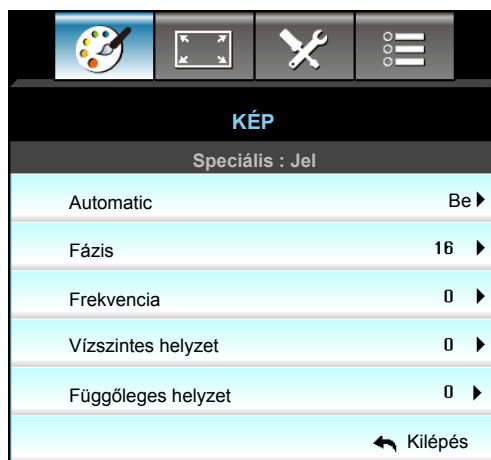 KÉP
Speciális : Jel
Automatic Be
Fázis 16
Frekvencia 0
Vízszintes helyzet 0
Függőleges helyzet 0
Kilépés